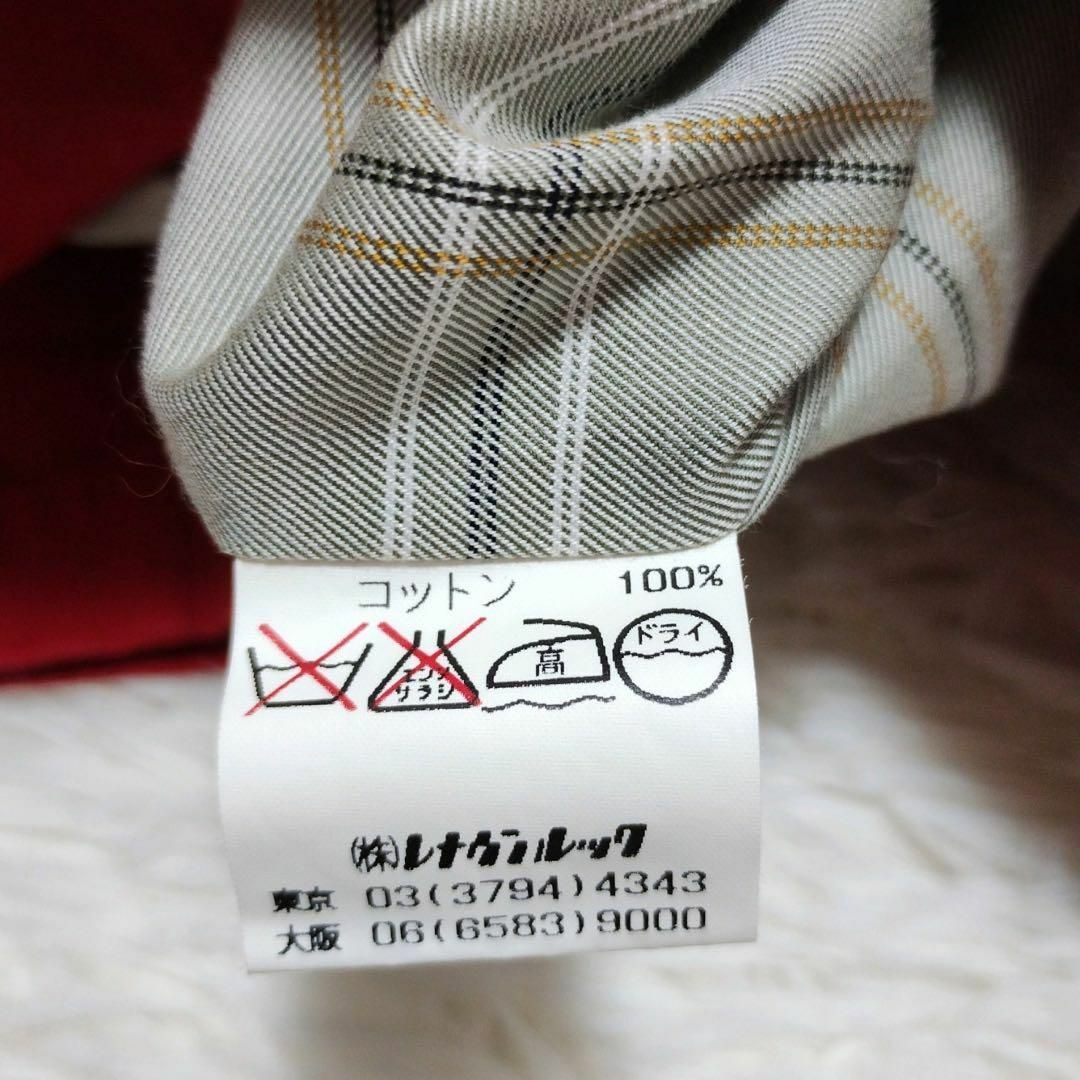 コットン 100%
エンソ サラシ 高 ドライ
(株)レナウンルック
東京 03(3794)4343
大阪 06(6583)9000